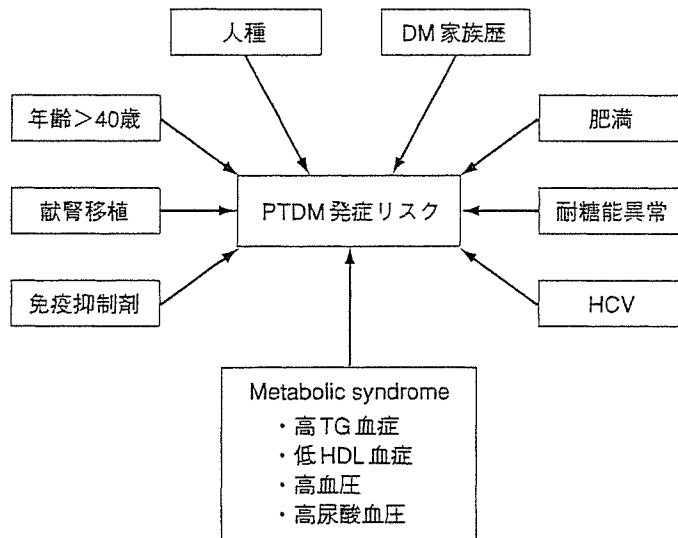 人種
DM 家族歴
年齢＞40歳
肥満
献腎移植
PTDM 発症リスク
耐糖能異常
免疫抑制剤
HCV
Metabolic syndrome
・高 TG 血症
・低 HDL 血症
・高血圧
・高尿酸血圧